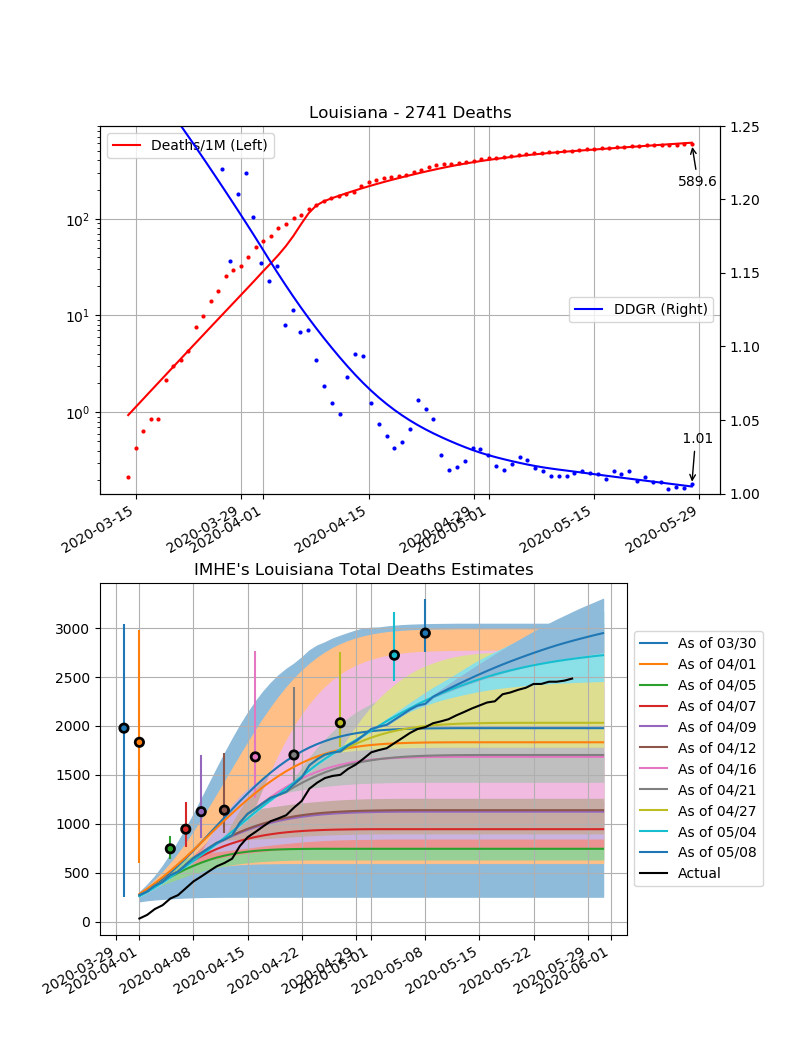 Louisiana - 2741 Deaths
Deaths/1M (Left)
DDGR (Right)
589.6
1.01
10²
10¹
10⁰
1.25
1.20
1.15
1.10
1.05
1.00
2020-03-15
2020-03-29
2020-04-01
2020-04-15
2020-04-29
2020-05-01
2020-05-15
2020-05-29
IMHE's Louisiana Total Deaths Estimates
3000
2500
2000
1500
1000
500
0
2020-03-29
2020-04-01
2020-04-08
2020-04-15
2020-04-22
2020-04-29
2020-05-01
2020-05-08
2020-05-15
2020-05-22
2020-05-29
2020-06-01
As of 03/30
As of 04/01
As of 04/05
As of 04/07
As of 04/09
As of 04/12
As of 04/16
As of 04/21
As of 04/27
As of 05/04
As of 05/08
Actual